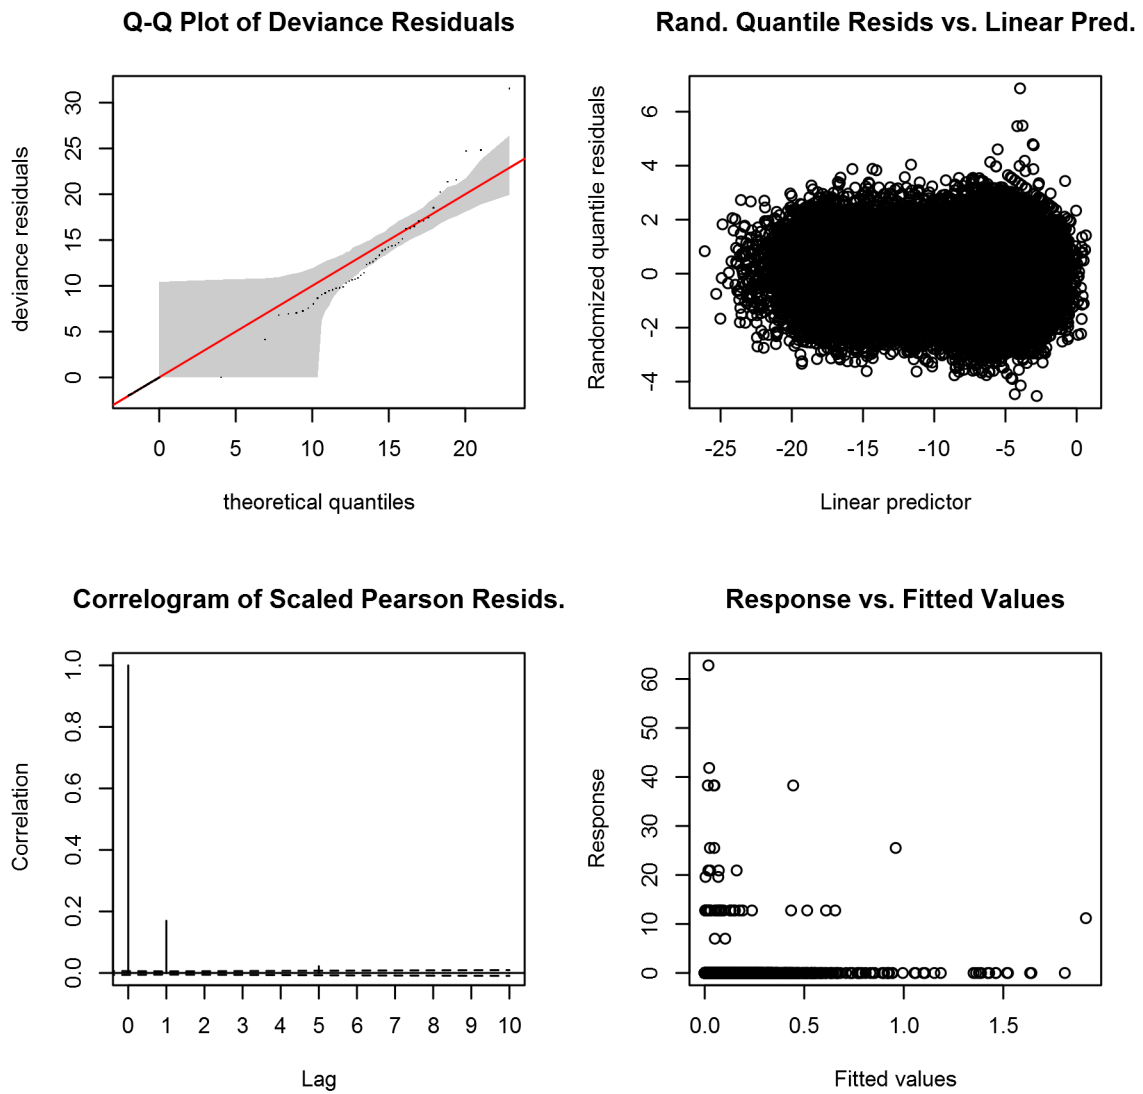 Q-Q Plot of Deviance Residuals
deviance residuals
30
25
20
15
10
5
0
0 5 10 15 20
theoretical quantiles
Rand. Quantile Resids vs. Linear Pred.
Randomized quantile residuals
6
4
2
0
-2
-4
-25 -20 -15 -10 -5 0
Linear predictor
Correlogram of Scaled Pearson Resids.
Correlation
1.0
0.8
0.6
0.4
0.2
0.0
0 1 2 3 4 5 6 7 8 9 10
Lag
Response vs. Fitted Values
Response
60
50
40
30
20
10
0
0.0 0.5 1.0 1.5
Fitted values